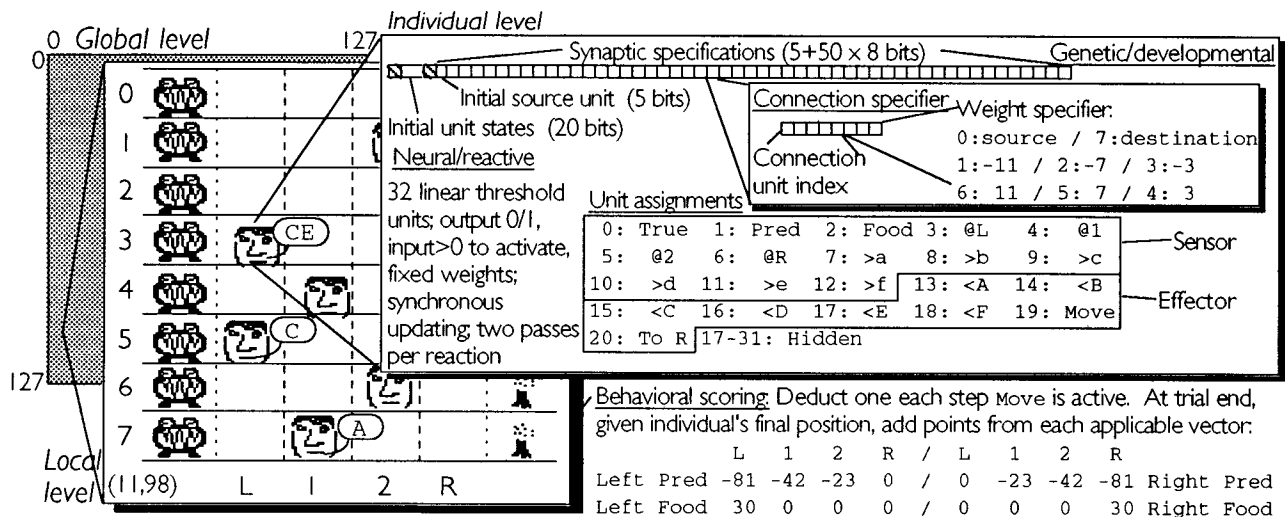 Individual level
0 Global level 127
0
127
0
1
2
3
4
5
6
7
CE
C
A
Local level
(11,98) L 1 2 R
Synaptic specifications (5+50 × 8 bits)
Genetic/developmental
Initial source unit (5 bits)
Initial unit states (20 bits)
Neural/reactive
32 linear threshold
units; output 0/1,
input>0 to activate,
fixed weights;
synchronous
updating; two passes
per reaction
Connection specifier
Connection
unit index
Weight specifier:
0:source / 7:destination
1:-11 / 2:-7 / 3:-3
6: 11 / 5: 7 / 4: 3
Unit assignments
0: True 1: Pred 2: Food 3: @L 4: @1
5: @2 6: @R 7: >a 8: >b 9: >c
10: >d 11: >e 12: >f 13: <A 14: <B
15: <C 16: <D 17: <E 18: <F 19: Move
20: To R 17-31: Hidden
Sensor
Effector
Behavioral scoring: Deduct one each step Move is active. At trial end,
given individual's final position, add points from each applicable vector:
L 1 2 R / L 1 2 R
Left Pred -81 -42 -23 0 / 0 -23 -42 -81 Right Pred
Left Food 30 0 0 0 / 0 0 0 30 Right Food